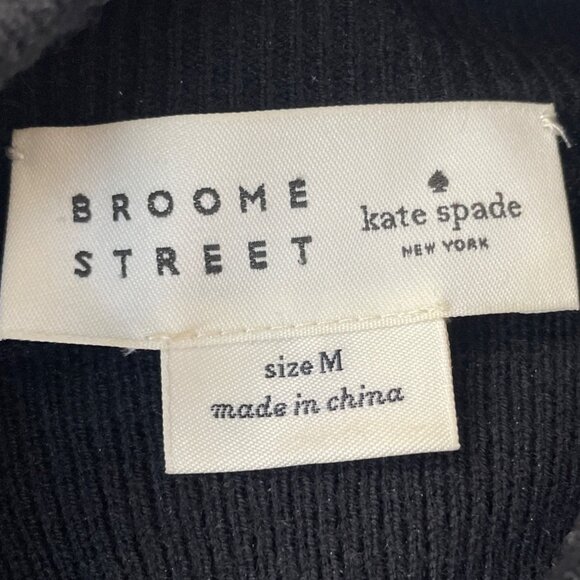 BROOME
STREET
kate spade
NEW YORK
size M
made in china